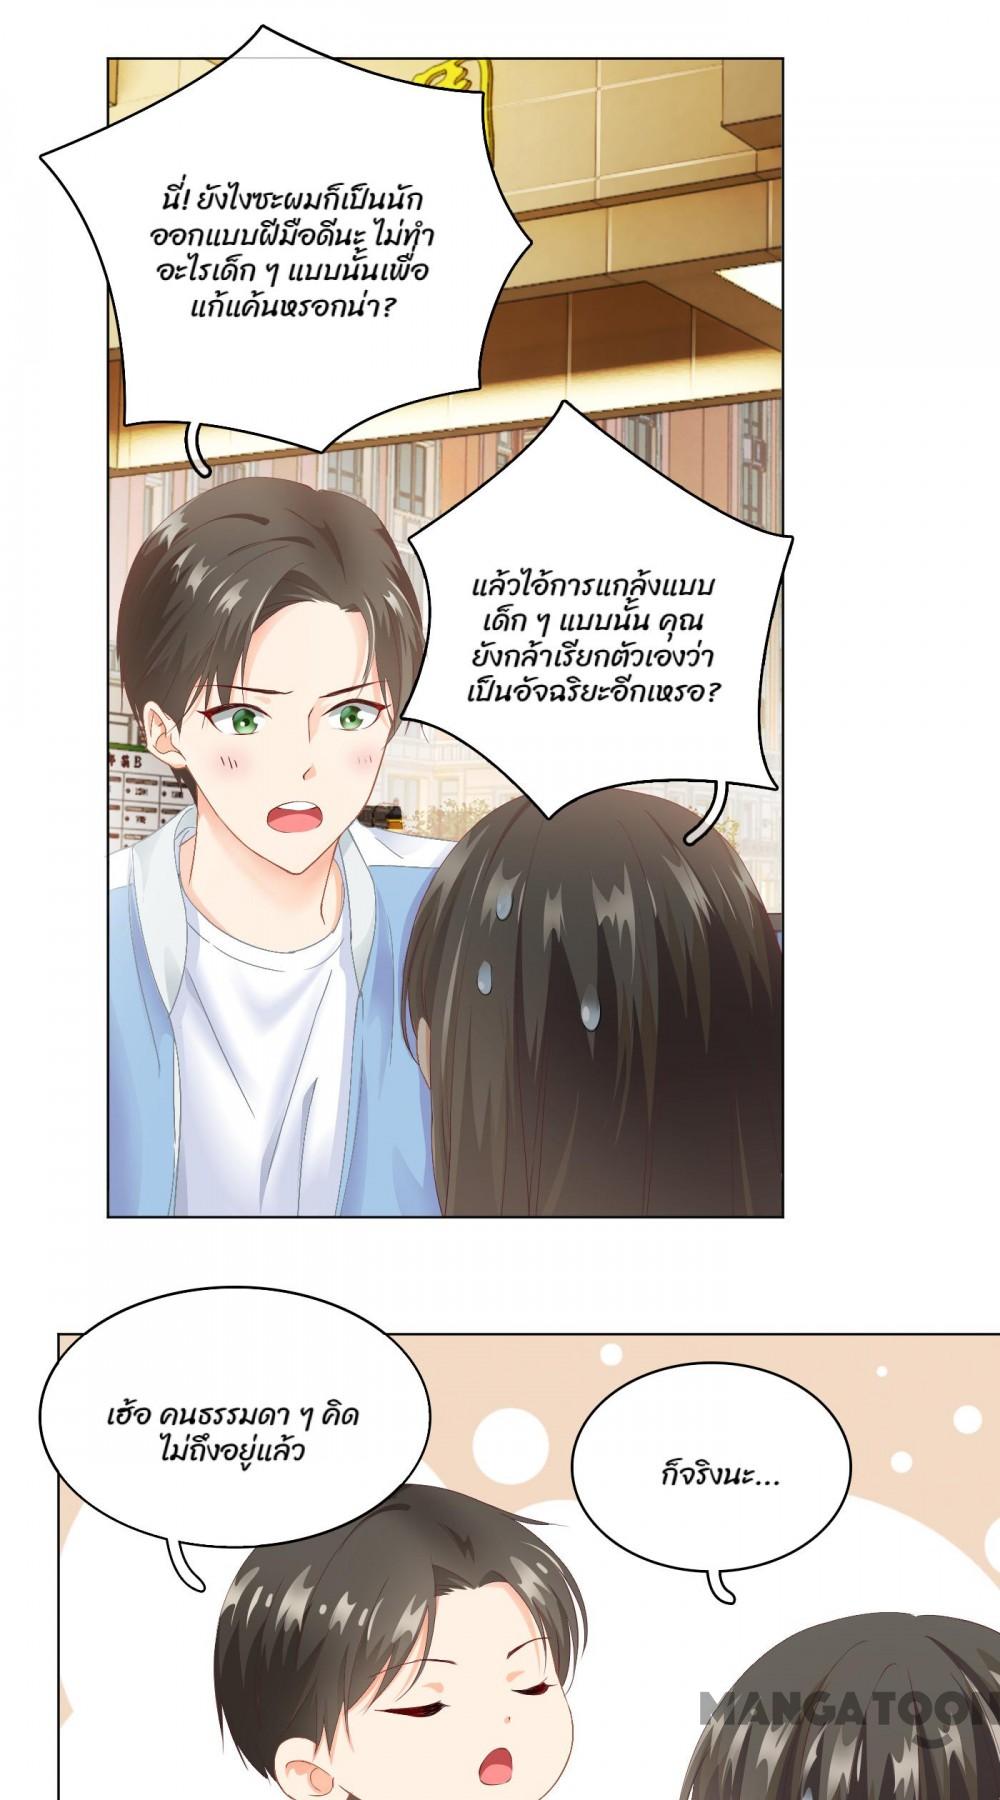 นี่! ยังไงซะผมก็เป็นนัก
ออกแบบฝีมือดีนะ ไม่ทำ
อะไรเด็ก ๆ แบบนั้นเพื่อ
แก้แค้นหรอกน่า?
แล้วไอ้การแกล้งแบบ
เด็ก ๆ แบบนั้น คุณ
ยังกล้าเรียกตัวเองว่า
เป็นอัจฉริยะอีกเหรอ?
เฮ้อ คนธรรมดา ๆ คิด
ไม่ถึงอยู่แล้ว
ก็จริงนะ...
MANGATOON